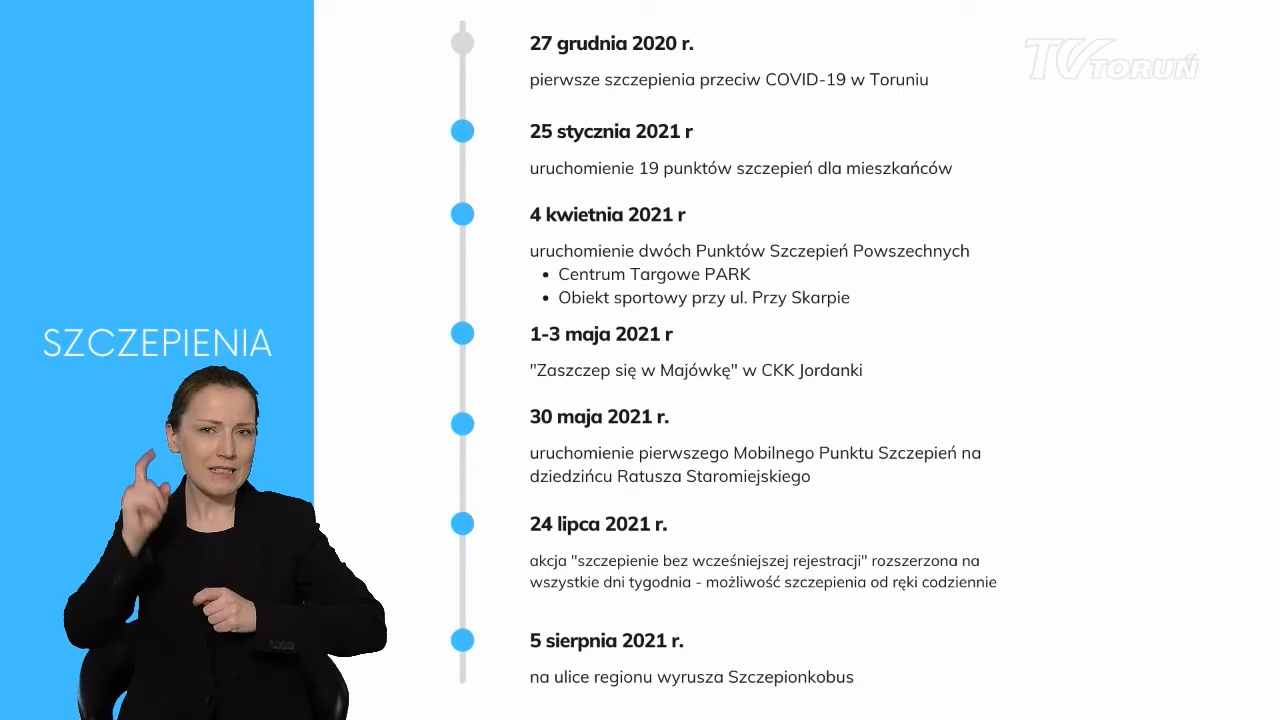 27 grudnia 2020 r.
pierwsze szczepienia przeciw COVID-19 w Toruniu
25 stycznia 2021 r
uruchomienie 19 punktów szczepień dla mieszkańców
4 kwietnia 2021 r
uruchomienie dwóch Punktów Szczepień Powszechnych
• Centrum Targowe PARK
• Obiekt sportowy przy ul. Przy Skarpie
1-3 maja 2021 r
"Zaszczep się w Majówkę" w CKK Jordanki
30 maja 2021 r.
uruchomienie pierwszego Mobilnego Punktu Szczepień na
dziedzińcu Ratusza Staromiejskiego
24 lipca 2021 r.
akcja "szczepienie bez wcześniejszej rejestracji" rozszerzona na
wszystkie dni tygodnia - możliwość szczepienia od ręki codziennie
5 sierpnia 2021 r.
na ulice regionu wyrusza Szczepionkobus
SZCZEPIENIA
TV TORUŃ